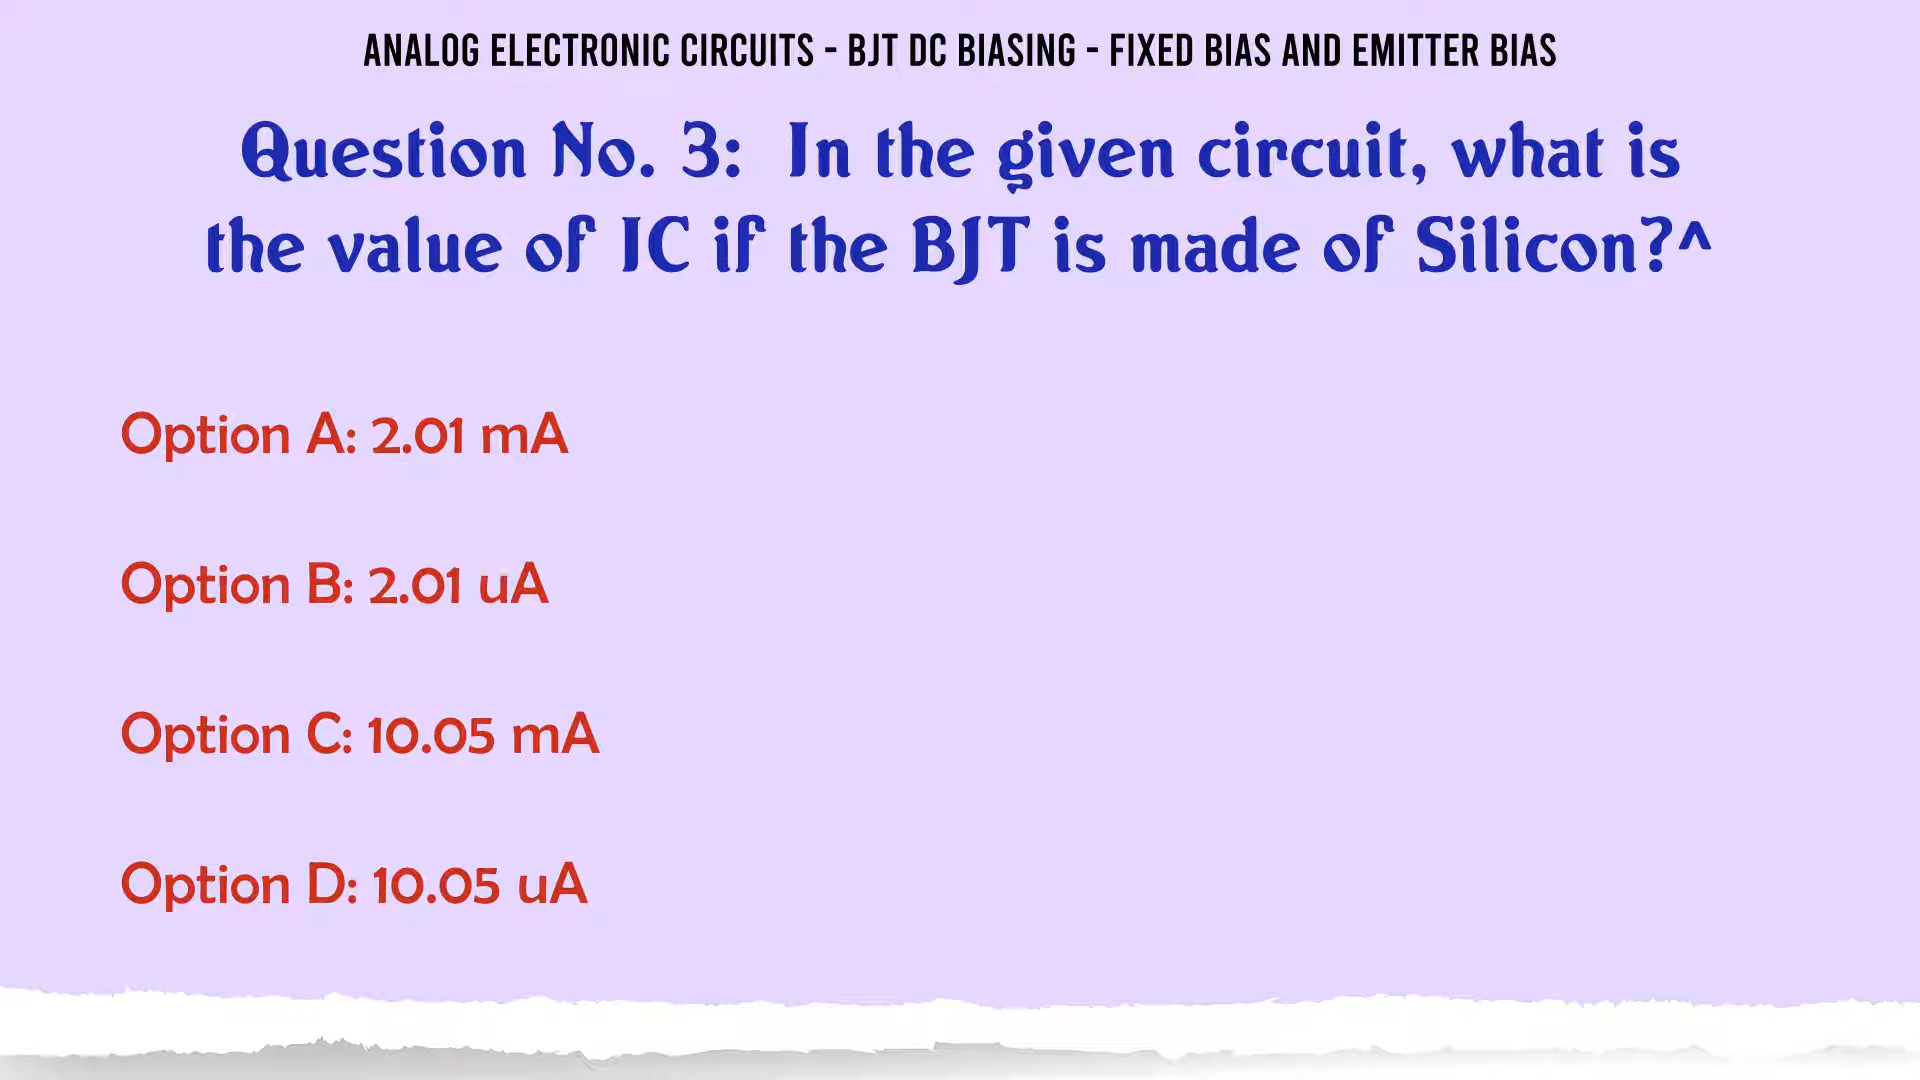 ANALOG ELECTRONIC CIRCUITS - BJT DC BIASING - FIXED BIAS AND EMITTER BIAS
Question No. 3: In the given circuit, what is
the value of IC if the BJT is made of Silicon?^
Option A: 2.01 mA
Option B: 2.01 uA
Option C: 10.05 mA
Option D: 10.05 uA